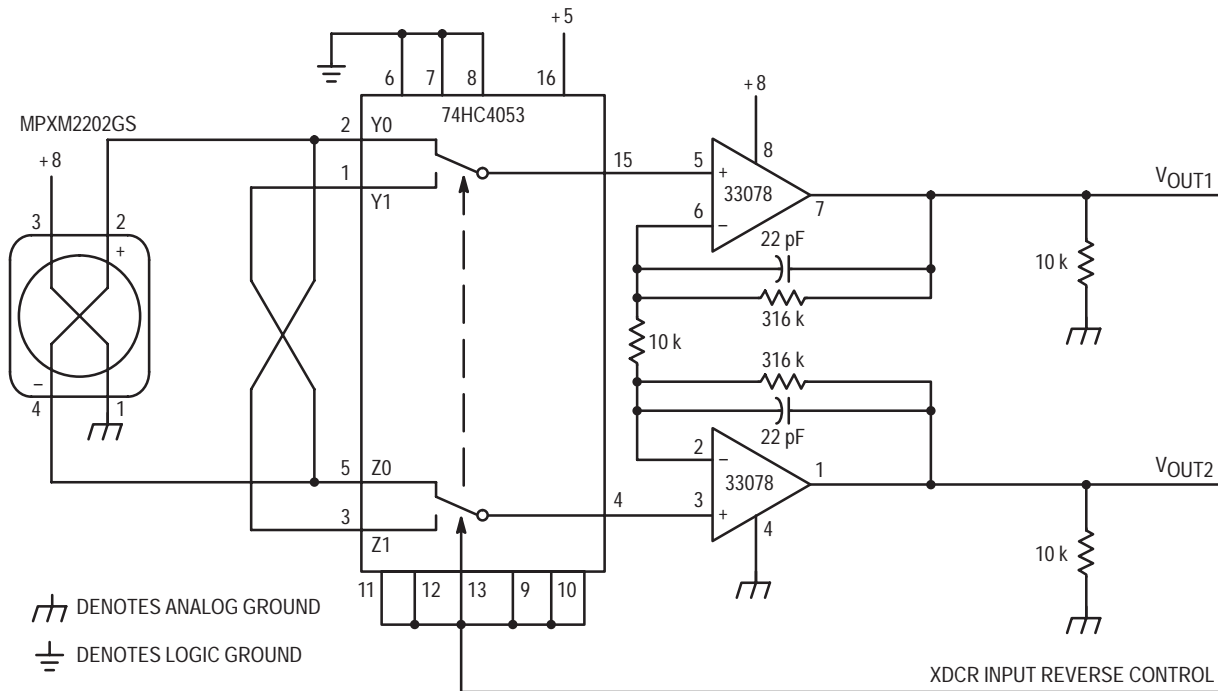 +5
6 7 8 16
74HC4053
+8
MPXM2202GS
2 Y0
+8
8
15 5 +
1
33078
VOUT1
Y1
7
6 −
3 2
22 pF
+
10 k
316 k
10 k
316 k
−
22 pF
4 1
2 −
5 Z0
1
VOUT2
33078
4 3 +
3
4
Z1
10 k
11 12 13 9 10
DENOTES ANALOG GROUND
DENOTES LOGIC GROUND
XDCR INPUT REVERSE CONTROL